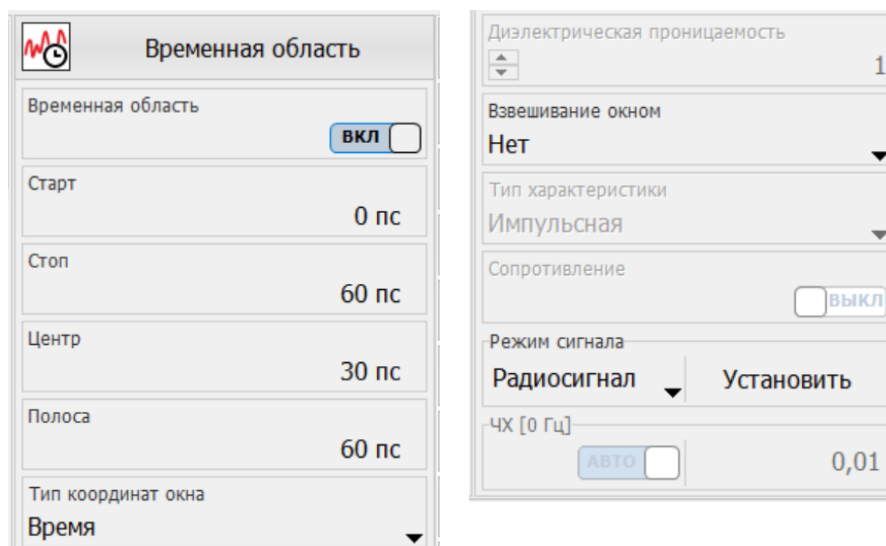 Временная область
Временная область
ВКЛ
Старт
0 пс
Стоп
60 пс
Центр
30 пс
Полоса
60 пс
Тип координат окна
Время
Диэлектрическая проницаемость
1
Взвешивание окном
Нет
Тип характеристики
Импульсная
Сопротивление
ВЫКЛ
Режим сигнала
Радиосигнал Установить
ЧХ [0 Гц]
АВТО 0,01